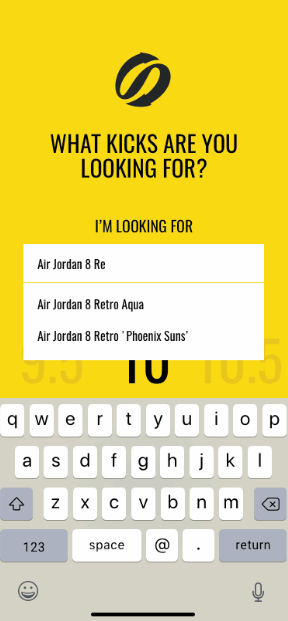 WHAT KICKS ARE YOU
LOOKING FOR?
I'M LOOKING FOR
Air Jordan 8 Re
Air Jordan 8 Retro Aqua
Air Jordan 8 Retro 'Phoenix Suns'
9.5 10 10.5
q w e r t y u i o p
a s d f g h j k l
z x c v b n m
123 space @ . return